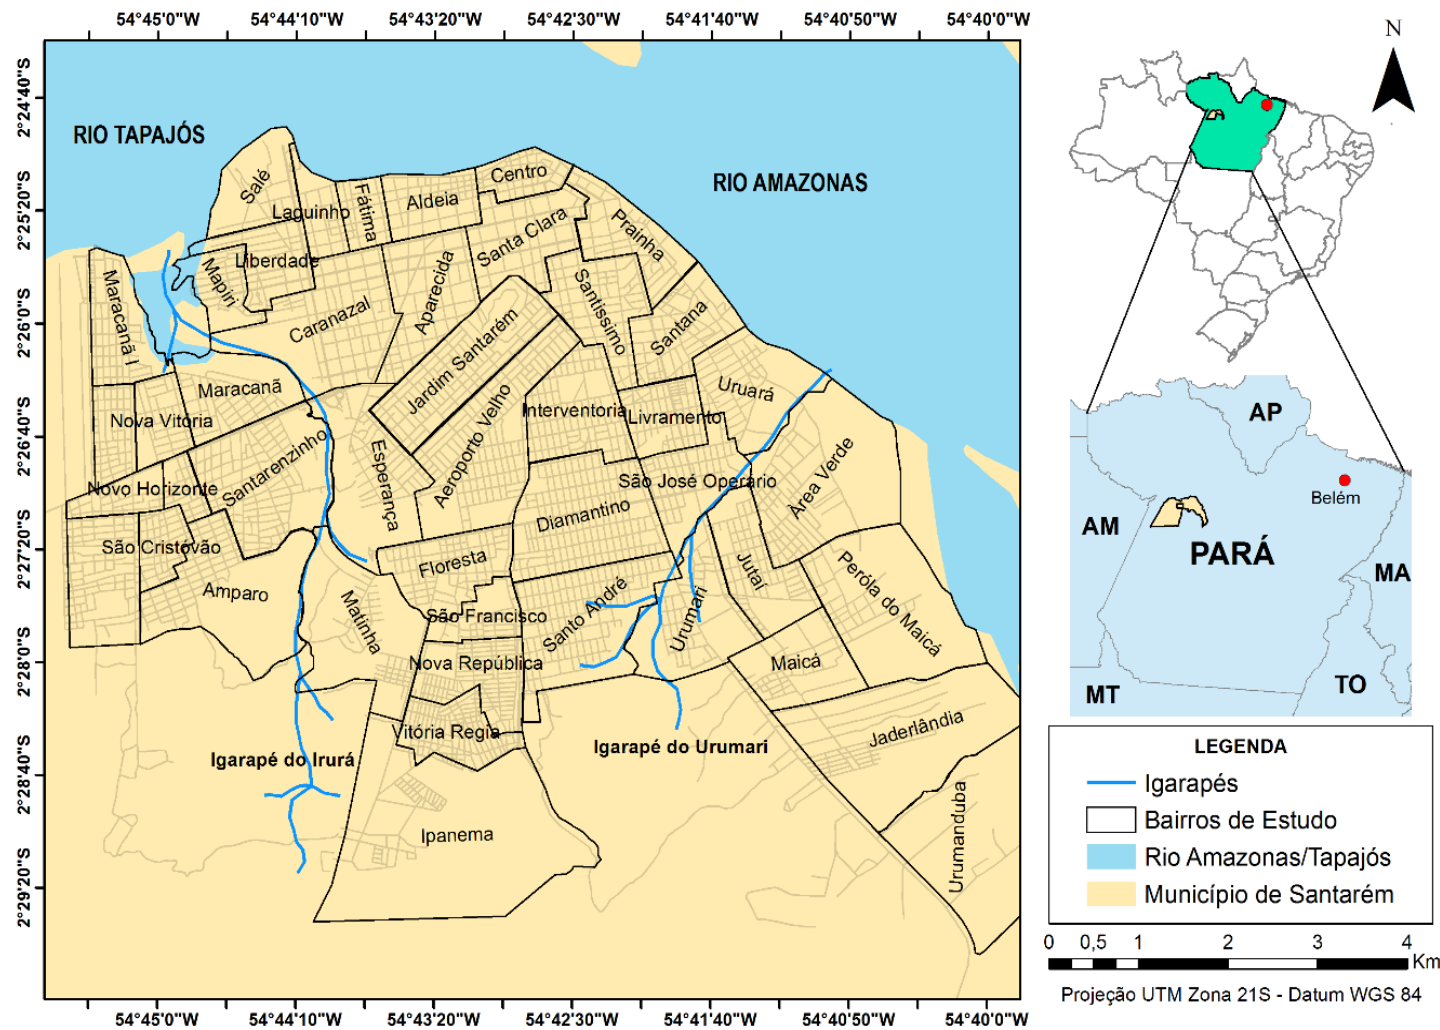 54°45'0"W 54°44'10"W 54°43'20"W 54°42'30"W 54°41'40"W 54°40'50"W 54°40'0"W
2°24'40"S
2°25'20"S
2°26'0"S
2°26'40"S
2°27'20"S
2°28'0"S
2°28'40"S
2°29'20"S
RIO TAPAJÓS
RIO AMAZONAS
Salé
Laguinho
Fátima
Aldeia
Centro
Santa Clara
Prainha
Liberdade
Mapiri
Maracanã I
Caranazal
Aparecida
Santissimo
Santana
Jardim Santarém
Maracanã
Uruará
Nova Vitória
Interventoria
Livramento
Aeroporto Velho
Esperança
Santarenzinho
Novo Horizonte
São José Operário
Área Verde
Diamantino
São Cristóvão
Floresta
Jutaí
Peróla do Maicá
Amparo
Matinha
São Francisco
Santo André
Urumari
Nova República
Maicá
Vitória Regia
Jaderlândia
Igarapé do Irurá
Igarapé do Urumari
Ipanema
Urumanduba
54°45'0"W 54°44'10"W 54°43'20"W 54°42'30"W 54°41'40"W 54°40'50"W 54°40'0"W
N
AP
Belém
AM
PARÁ
MA
MT
TO
LEGENDA
Igarapés
Bairros de Estudo
Rio Amazonas/Tapajós
Município de Santarém
0 0,5 1 2 3 4
Km
Projeção UTM Zona 21S - Datum WGS 84